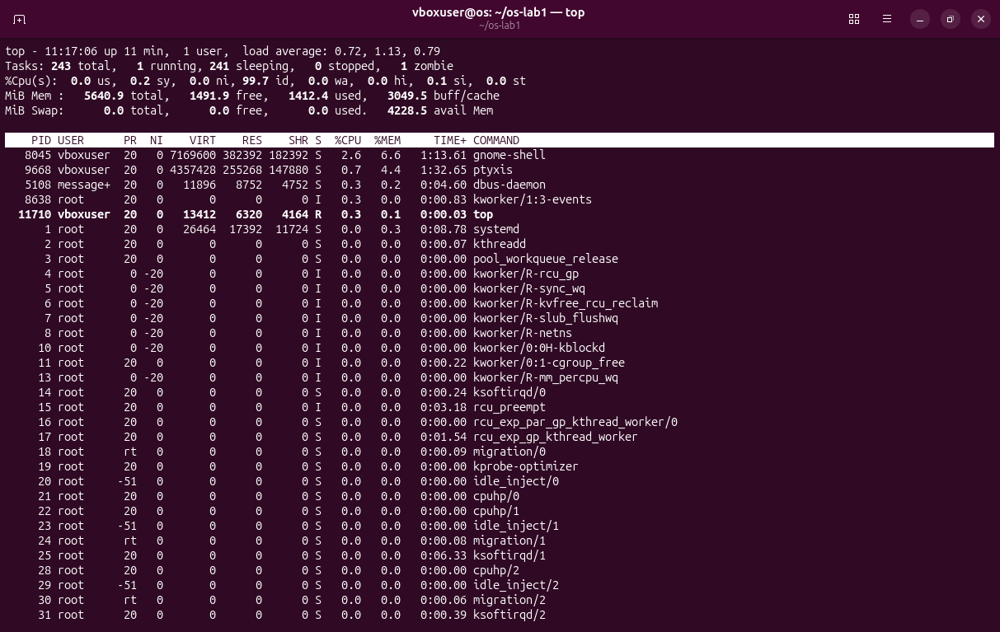 vboxuser@os: ~/os-lab1 — top
~/os-lab1
top - 11:17:06 up 11 min,  1 user,  load average: 0.72, 1.13, 0.79
Tasks: 243 total,   1 running, 241 sleeping,   0 stopped,   1 zombie
%Cpu(s):  0.0 us,  0.2 sy,  0.0 ni, 99.7 id,  0.0 wa,  0.0 hi,  0.1 si,  0.0 st
MiB Mem :   5640.9 total,   1491.9 free,   1412.4 used,   3049.5 buff/cache
MiB Swap:      0.0 total,      0.0 free,      0.0 used.   4228.5 avail Mem
    PID USER      PR  NI    VIRT    RES    SHR S  %CPU  %MEM     TIME+ COMMAND
   8045 vboxuser  20   0 7169600 382392 182392 S   2.6   6.6   1:13.61 gnome-shell
   9668 vboxuser  20   0 4357428 255268 147880 S   0.7   4.4   1:32.65 ptyxis
   5108 message+  20   0   11896   8752   4752 S   0.3   0.2   0:04.60 dbus-daemon
   8638 root      20   0       0      0      0 I   0.3   0.0   0:00.83 kworker/1:3-events
  11710 vboxuser  20   0   13412   6320   4164 R   0.3   0.1   0:00.03 top
      1 root      20   0   26464  17392  11724 S   0.0   0.3   0:08.78 systemd
      2 root      20   0       0      0      0 S   0.0   0.0   0:00.07 kthreadd
      3 root      20   0       0      0      0 S   0.0   0.0   0:00.00 pool_workqueue_release
      4 root       0 -20       0      0      0 I   0.0   0.0   0:00.00 kworker/R-rcu_gp
      5 root       0 -20       0      0      0 I   0.0   0.0   0:00.00 kworker/R-sync_wq
      6 root       0 -20       0      0      0 I   0.0   0.0   0:00.00 kworker/R-kvfree_rcu_reclaim
      7 root       0 -20       0      0      0 I   0.0   0.0   0:00.00 kworker/R-slub_flushwq
      8 root       0 -20       0      0      0 I   0.0   0.0   0:00.00 kworker/R-netns
     10 root       0 -20       0      0      0 I   0.0   0.0   0:00.00 kworker/0:0H-kblockd
     11 root      20   0       0      0      0 I   0.0   0.0   0:00.22 kworker/0:1-cgroup_free
     13 root       0 -20       0      0      0 I   0.0   0.0   0:00.00 kworker/R-mm_percpu_wq
     14 root      20   0       0      0      0 S   0.0   0.0   0:00.24 ksoftirqd/0
     15 root      20   0       0      0      0 I   0.0   0.0   0:03.18 rcu_preempt
     16 root      20   0       0      0      0 S   0.0   0.0   0:00.00 rcu_exp_par_gp_kthread_worker/0
     17 root      20   0       0      0      0 S   0.0   0.0   0:01.54 rcu_exp_gp_kthread_worker
     18 root      rt   0       0      0      0 S   0.0   0.0   0:00.09 migration/0
     19 root      20   0       0      0      0 S   0.0   0.0   0:00.00 kprobe-optimizer
     20 root     -51   0       0      0      0 S   0.0   0.0   0:00.00 idle_inject/0
     21 root      20   0       0      0      0 S   0.0   0.0   0:00.00 cpuhp/0
     22 root      20   0       0      0      0 S   0.0   0.0   0:00.00 cpuhp/1
     23 root     -51   0       0      0      0 S   0.0   0.0   0:00.00 idle_inject/1
     24 root      rt   0       0      0      0 S   0.0   0.0   0:00.08 migration/1
     25 root      20   0       0      0      0 S   0.0   0.0   0:06.33 ksoftirqd/1
     28 root      20   0       0      0      0 S   0.0   0.0   0:00.00 cpuhp/2
     29 root     -51   0       0      0      0 S   0.0   0.0   0:00.00 idle_inject/2
     30 root      rt   0       0      0      0 S   0.0   0.0   0:00.06 migration/2
     31 root      20   0       0      0      0 S   0.0   0.0   0:00.39 ksoftirqd/2